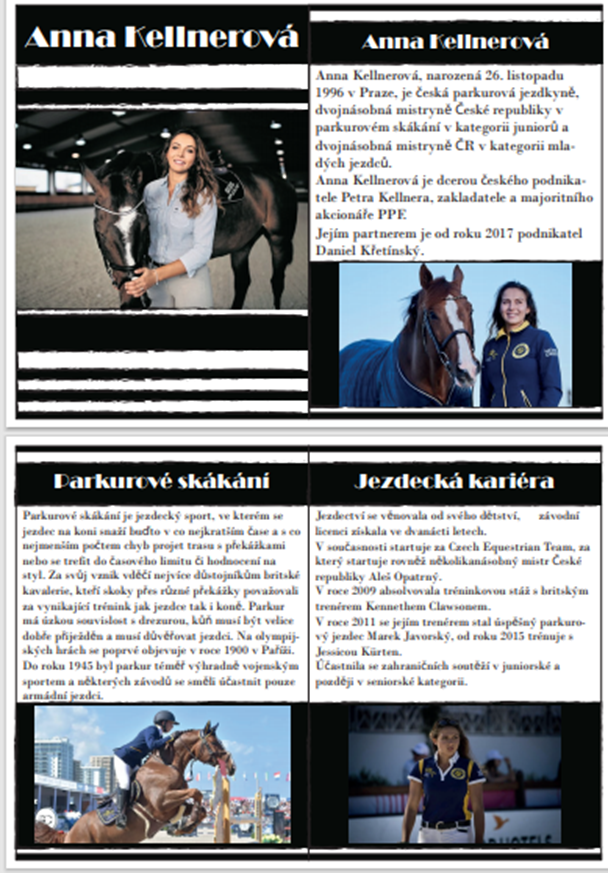 Anna Kellnerová
Anna Kellnerová
Anna Kellnerová, narozená 26. listopadu
1996 v Praze, je česká parkurová jezdkyně,
dvojnásobná mistryně České republiky v
parkurovém skákání v kategorii juniorů a
dvojnásobná mistryně ČR v kategorii mla-
dých jezdců.
Anna Kellnerová je dcerou českého podnika-
tele Petra Kellnera, zakladatele a majoritního
akcionáře PPF.
Jejím partnerem je od roku 2017 podnikatel
Daniel Křetínský.
Parkurové skákání
Parkurové skákání je jezdecký sport, ve kterém se
jezdec na koni snaží buďto v co nejkratším čase a s co
nejmenším počtem chyb projet trasu s překážkami
nebo se trefit do časového limitu či hodnocení na
styl. Za svůj vznik vděčí nejvíce důstojníkům britské
kavalerie, kteří skoky přes různé překážky považovali
za vynikající trénink jak jezdce tak i koně. Parkur
má úzkou souvislost s drezurou, kůň musí být velice
dobře přiježděn a musí důvěřovat jezdci. Na olympij-
ských hrách se poprvé objevuje v roce 1900 v Paříži.
Do roku 1945 byl parkur téměř výhradně vojenským
sportem a některých závodů se směli účastnit pouze
armádní jezdci.
Jezdecká kariéra
Jezdectví se věnovala od svého dětství, závodní
licenci získala ve dvanácti letech.
V současnosti startuje za Czech Equestrian Team, za
který startuje rovněž několikanásobný mistr České
republiky Aleš Opatrný.
V roce 2009 absolvovala tréninkovou stáž s britským
trenérem Kennethem Clawsonem.
V roce 2011 se jejím trenérem stal úspěšný parkuro-
vý jezdec Marek Javorský, od roku 2015 trénuje s
Jessicou Kürten.
Účastnila se zahraničních soutěží v juniorské a
později v seniorské kategorii.
HOTELS